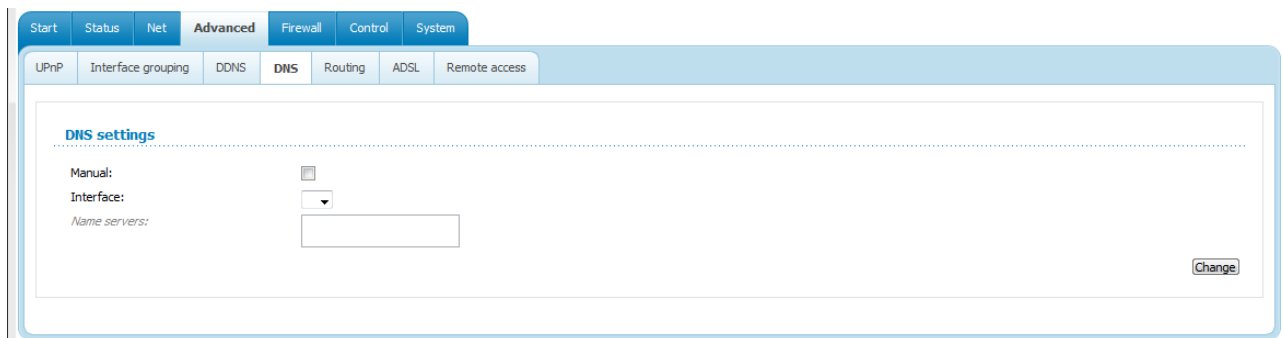 Start Status Net Advanced Firewall Control System
UPnP Interface grouping DDNS DNS Routing ADSL Remote access
DNS settings
Manual:
Interface:
Name servers:
Change